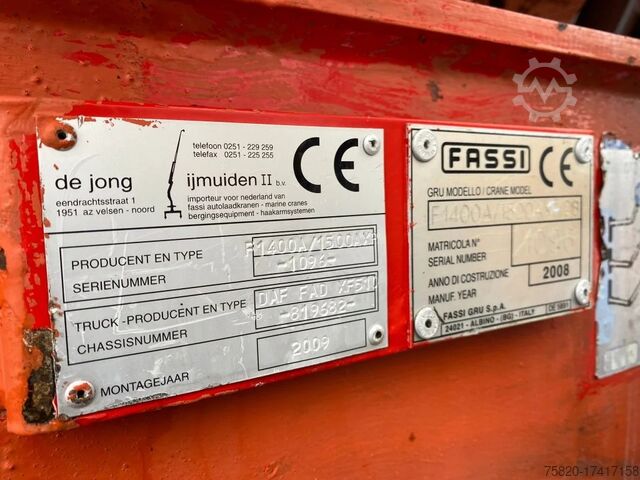 telefoon 0251 - 229 259
telefax 0251 - 225 255
CE
de jong ijmuiden II b.v.
eendrachtsstraat 1
1951 az velsen - noord
importeur voor nederland van
fassi autolaadkranen - marine cranes
bergingsequipment - haakarmsystemen
PRODUCENT EN TYPE
SERIENUMMER
F1400A/1500AXP
-1096-
TRUCK-PRODUCENT EN TYPE
CHASSISNUMMER
DAF FAD XF510
-819682-
MONTAGEJAAR
2009
FASSI
CE
GRU MODELLO / CRANE MODEL
MATRICOLA N°
SERIAL NUMBER
ANNO DI COSTRUZIONE
MANUF. YEAR
2008
FASSI GRU S.p.A.
24021 - ALBINO - (BG) - ITALY
75820-17417158